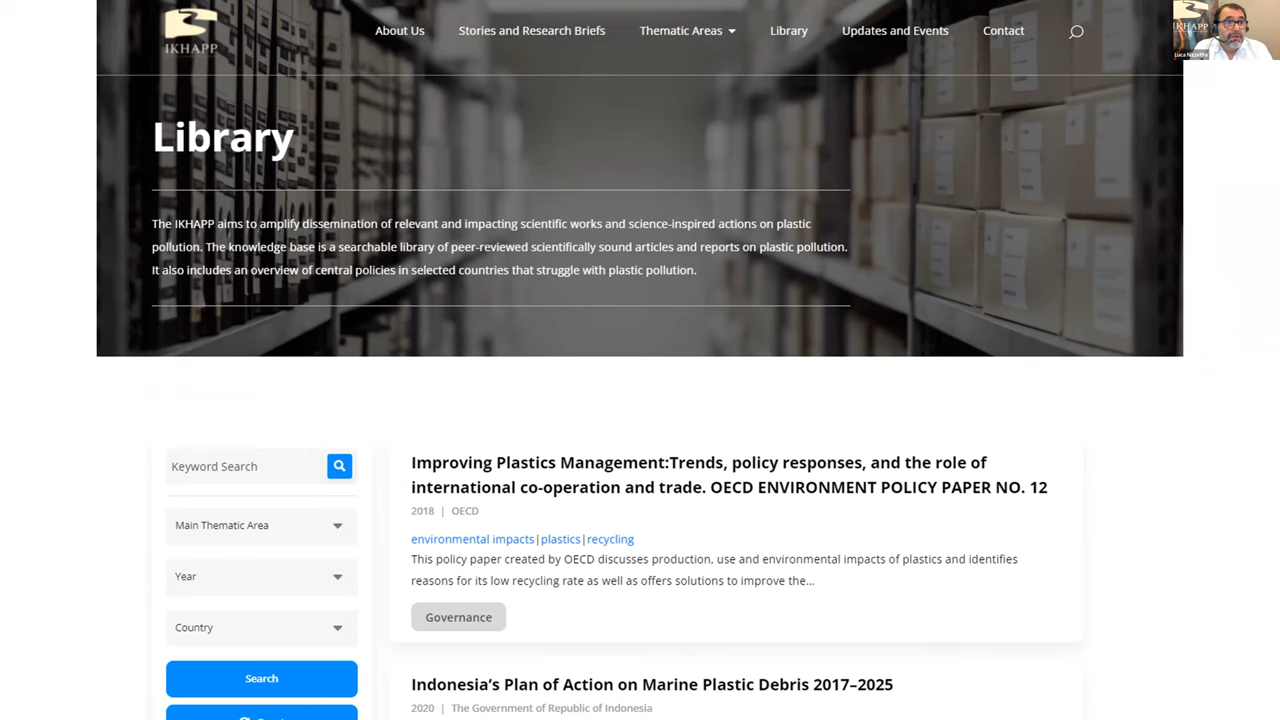 IKHAPP
About Us
Stories and Research Briefs
Thematic Areas
Library
Updates and Events
Contact
IKHAPP
Luca Nizzetto
Library
The IKHAPP aims to amplify dissemination of relevant and impacting scientific works and science-inspired actions on plastic
pollution. The knowledge base is a searchable library of peer-reviewed scientifically sound articles and reports on plastic pollution.
It also includes an overview of central policies in selected countries that struggle with plastic pollution.
Keyword Search
Main Thematic Area
Year
Country
Search
Improving Plastics Management:Trends, policy responses, and the role of
international co-operation and trade. OECD ENVIRONMENT POLICY PAPER NO. 12
2018 | OECD
environmental impacts|plastics|recycling
This policy paper created by OECD discusses production, use and environmental impacts of plastics and identifies
reasons for its low recycling rate as well as offers solutions to improve the...
Governance
Indonesia's Plan of Action on Marine Plastic Debris 2017–2025
2020 | The Government of Republic of Indonesia